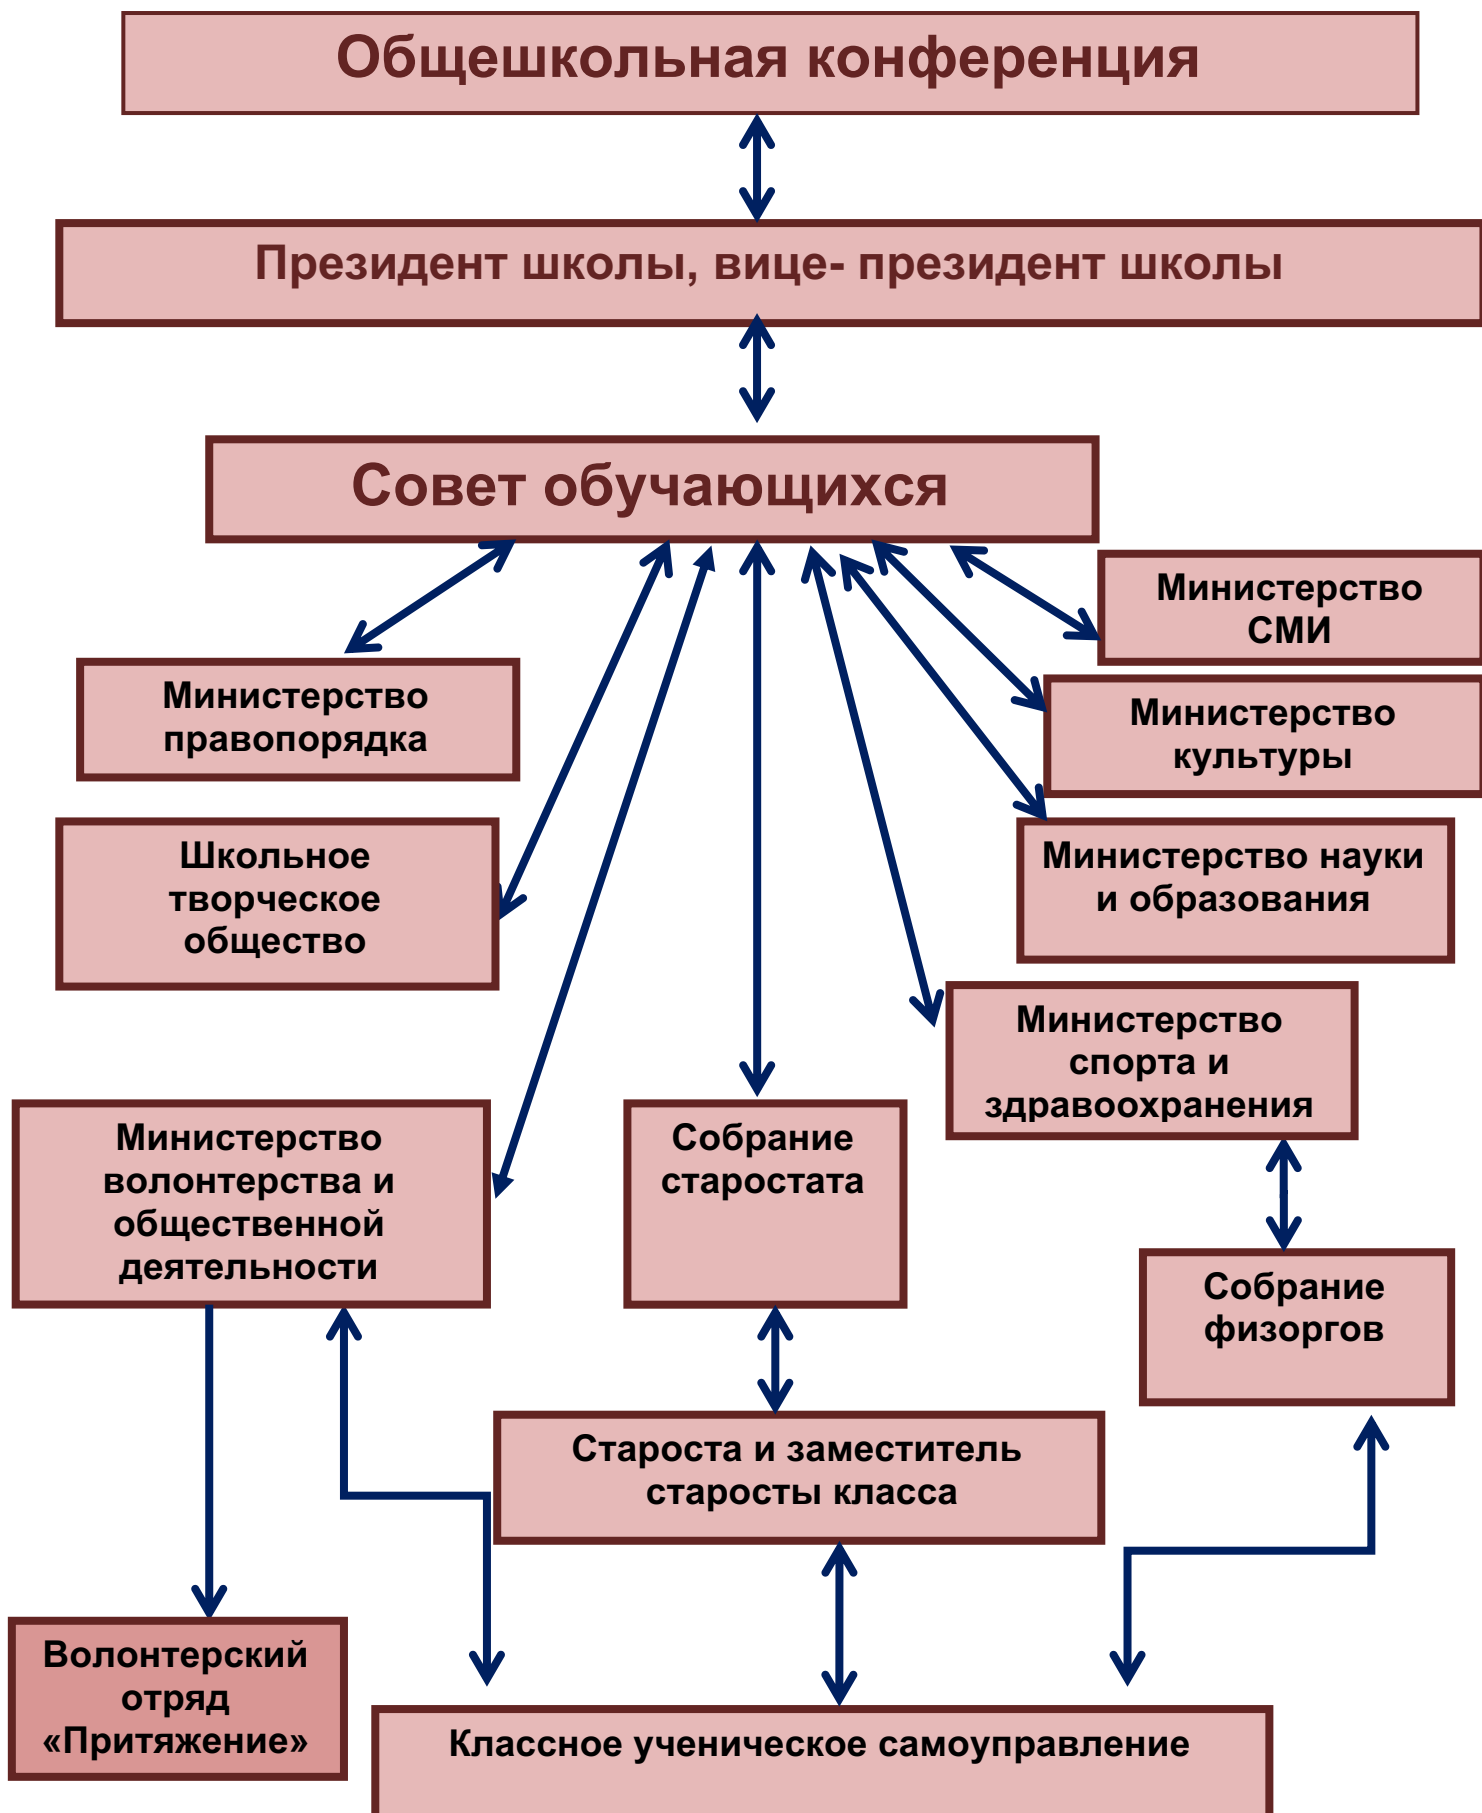 Общешкольная конференция
Президент школы, вице- президент школы
Совет обучающихся
Министерство
СМИ
Министерство
правопорядка
Министерство
культуры
Школьное
творческое
общество
Министерство науки
и образования
Министерство
спорта и
здравоохранения
Министерство
волонтерства и
общественной
деятельности
Собрание
старостата
Собрание
физоргов
Староста и заместитель
старосты класса
Волонтерский
отряд
«Притяжение»
Классное ученическое самоуправление